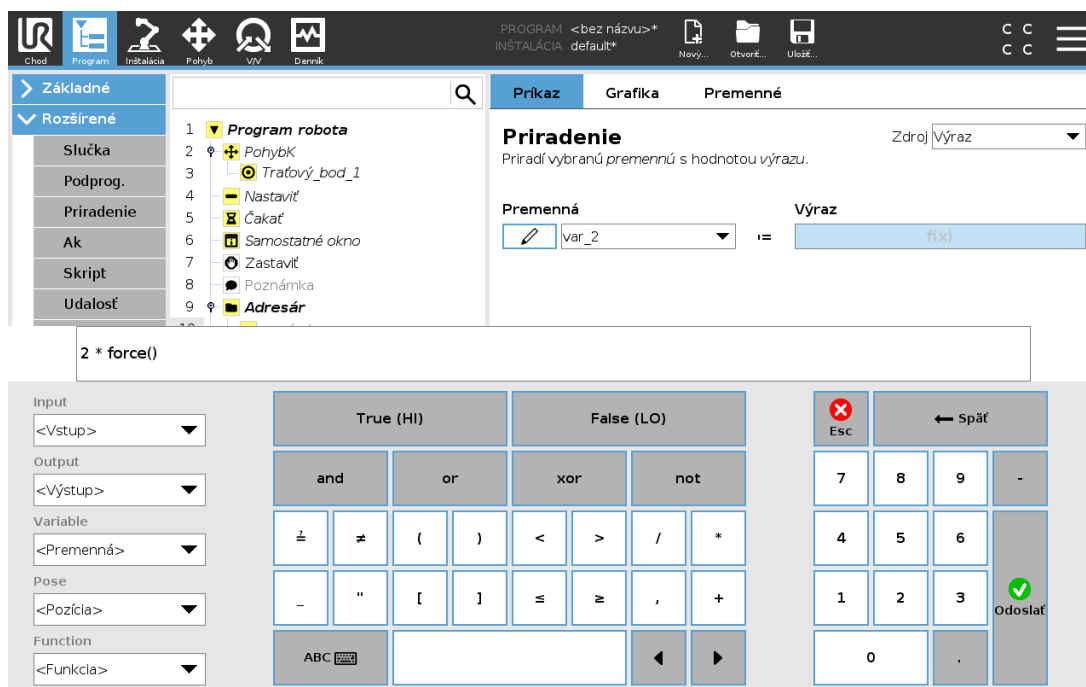 UR
PROGRAM <bez názvu>*
INŠTALÁCIA default*
Chod
Program
Inštalácia
Pohyb
V/V
Denník
Nový...
Otvoriť...
Uložiť...
C C
C C
Základné
Rozšírené
Slučka
Podprog.
Priradenie
Ak
Skript
Udalosť
1 Program robota
2 PohybK
3 Traťový_bod_1
4 Nastaviť
5 Čakať
6 Samostatné okno
7 Zastaviť
8 Poznámka
9 Adresár
Príkaz Grafika Premenné
Priradenie
Zdroj Výraz
Priradí vybranú premennú s hodnotou výrazu.
Premenná Výraz
var_2 := f(x)
2 * force()
Input
<Vstup>
Output
<Výstup>
Variable
<Premenná>
Pose
<Pozícia>
Function
<Funkcia>
True (HI) False (LO)
and or xor not
≟ ≠ ( ) < > / *
_ " [ ] ≤ ≥ , +
ABC
Esc
Späť
7 8 9 -
4 5 6
1 2 3
Odoslať
0 .